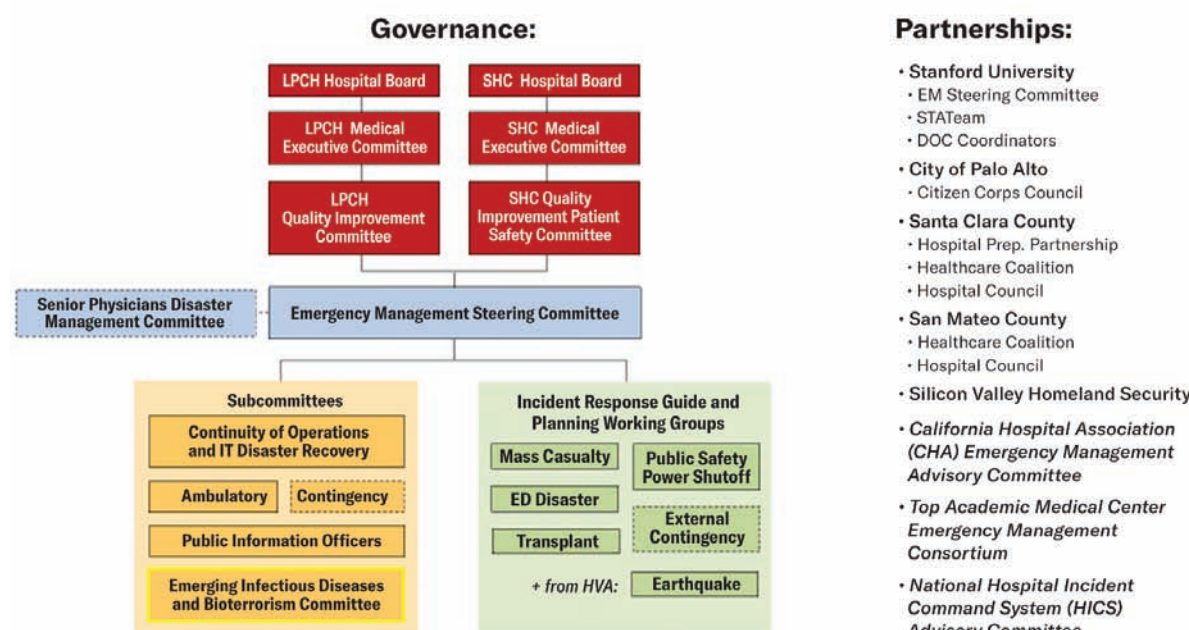 Governance:
LPCH Hospital Board
SHC Hospital Board
LPCH Medical
Executive Committee
SHC Medical
Executive Committee
LPCH
Quality Improvement
Committee
SHC Quality
Improvement Patient
Safety Committee
Senior Physicians Disaster
Management Committee
Emergency Management Steering Committee
Subcommittees
Continuity of Operations
and IT Disaster Recovery
Ambulatory
Contingency
Public Information Officers
Emerging Infectious Diseases
and Bioterrorism Committee
Incident Response Guide and
Planning Working Groups
Mass Casualty
Public Safety
Power Shutoff
ED Disaster
External
Contingency
Transplant
+ from HVA:
Earthquake
Partnerships:
• Stanford University
• EM Steering Committee
• STATeam
• DOC Coordinators
• City of Palo Alto
• Citizen Corps Council
• Santa Clara County
• Hospital Prep. Partnership
• Healthcare Coalition
• Hospital Council
• San Mateo County
• Healthcare Coalition
• Hospital Council
• Silicon Valley Homeland Security
• California Hospital Association
(CHA) Emergency Management
Advisory Committee
• Top Academic Medical Center
Emergency Management
Consortium
• National Hospital Incident
Command System (HICS)
Advisory Committee